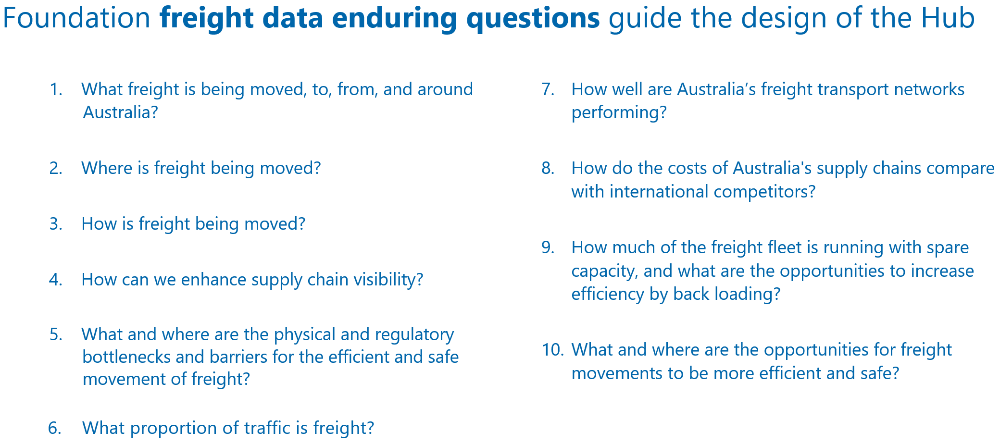 Foundation freight data enduring questions guide the design of the Hub
1. What freight is being moved, to, from, and around
Australia?
2. Where is freight being moved?
3. How is freight being moved?
4. How can we enhance supply chain visibility?
5. What and where are the physical and regulatory
bottlenecks and barriers for the efficient and safe
movement of freight?
6. What proportion of traffic is freight?
7. How well are Australia’s freight transport networks
performing?
8. How do the costs of Australia's supply chains compare
with international competitors?
9. How much of the freight fleet is running with spare
capacity, and what are the opportunities to increase
efficiency by back loading?
10. What and where are the opportunities for freight
movements to be more efficient and safe?